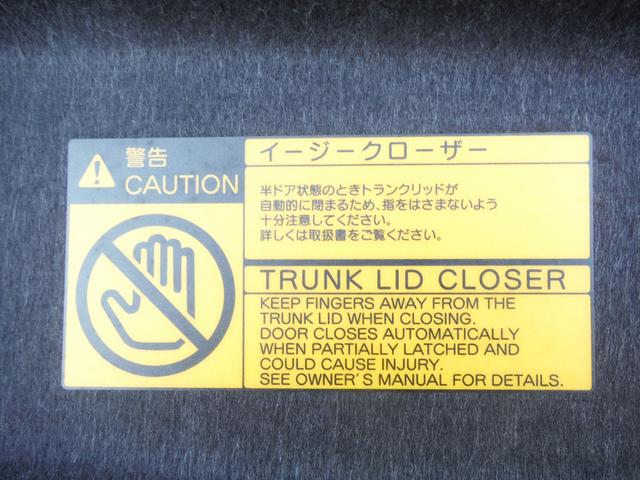 警告
CAUTION
イージークローザー
半ドア状態のときトランクリッドが
自動的に閉まるため、指をはさまないよう
十分注意してください。
詳しくは取扱書をご覧ください。
TRUNK LID CLOSER
KEEP FINGERS AWAY FROM THE
TRUNK LID WHEN CLOSING.
DOOR CLOSES AUTOMATICALLY
WHEN PARTIALLY LATCHED AND
COULD CAUSE INJURY.
SEE OWNER'S MANUAL FOR DETAILS.